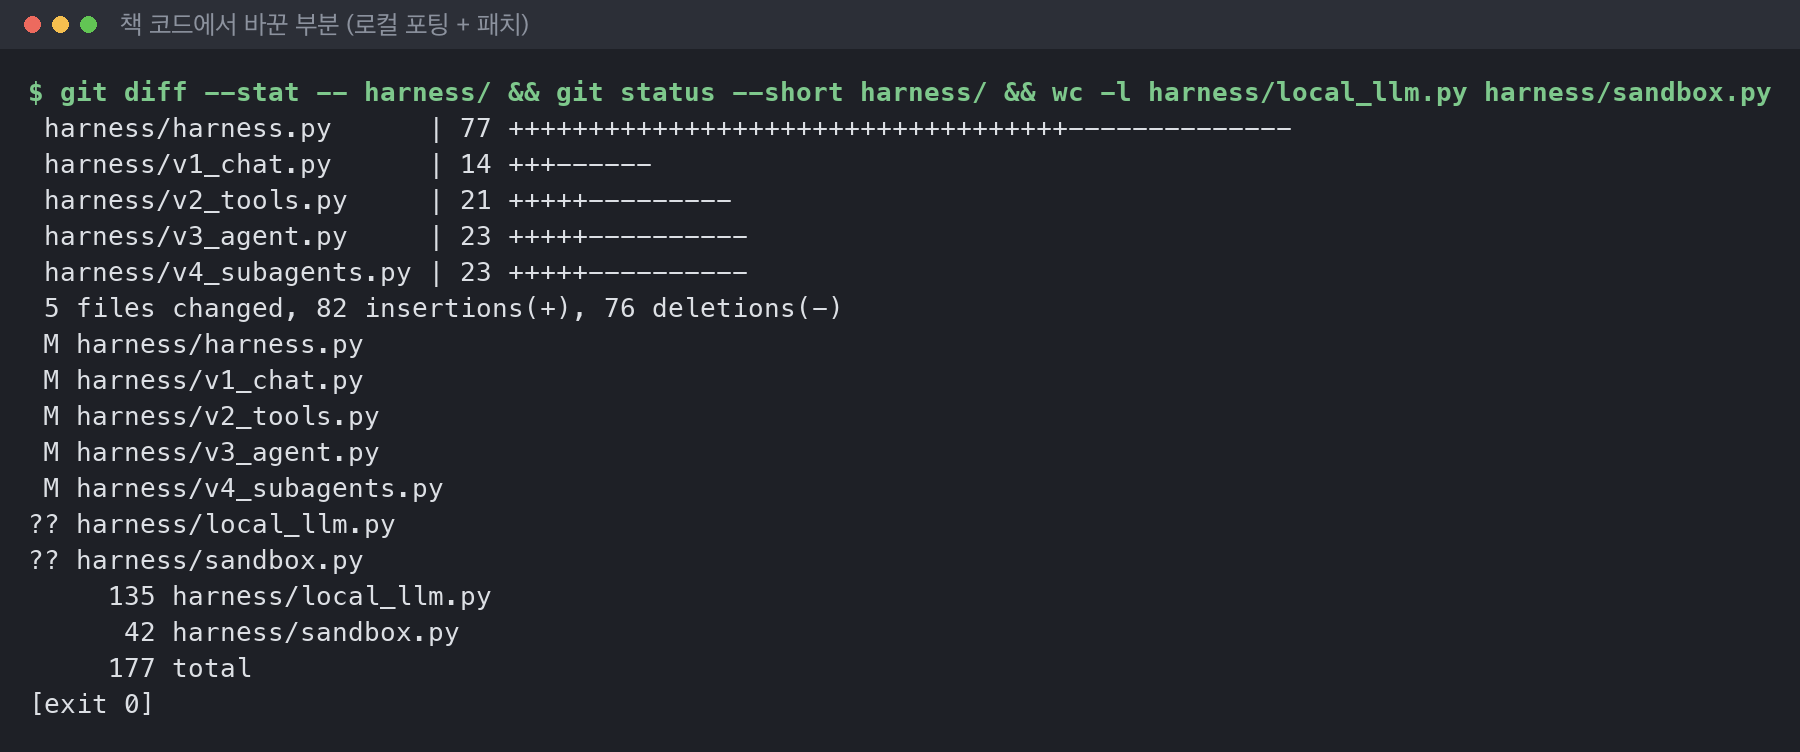 책 코드에서 바꾼 부분 (로컬 포팅 + 패치)
$ git diff --stat -- harness/ && git status --short harness/ && wc -l harness/local_llm.py harness/sandbox.py
 harness/harness.py      | 77 +++++++++++++++++++++++++++++++++++--------------
 harness/v1_chat.py      | 14 +++------
 harness/v2_tools.py     | 21 +++++---------
 harness/v3_agent.py     | 23 +++++----------
 harness/v4_subagents.py | 23 +++++----------
 5 files changed, 82 insertions(+), 76 deletions(-)
 M harness/harness.py
 M harness/v1_chat.py
 M harness/v2_tools.py
 M harness/v3_agent.py
 M harness/v4_subagents.py
?? harness/local_llm.py
?? harness/sandbox.py
     135 harness/local_llm.py
      42 harness/sandbox.py
     177 total
[exit 0]